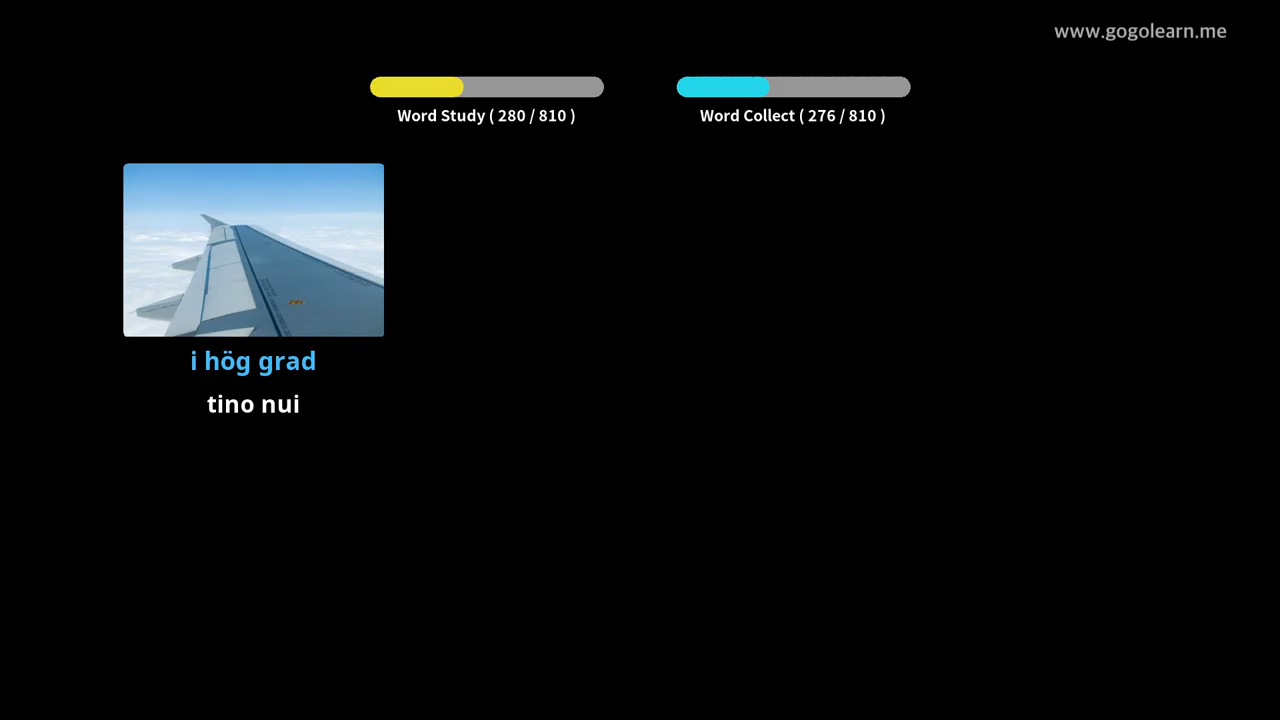 www.gogolearn.me
Word Study ( 280 / 810 )
Word Collect ( 276 / 810 )
i hög grad
tino nui